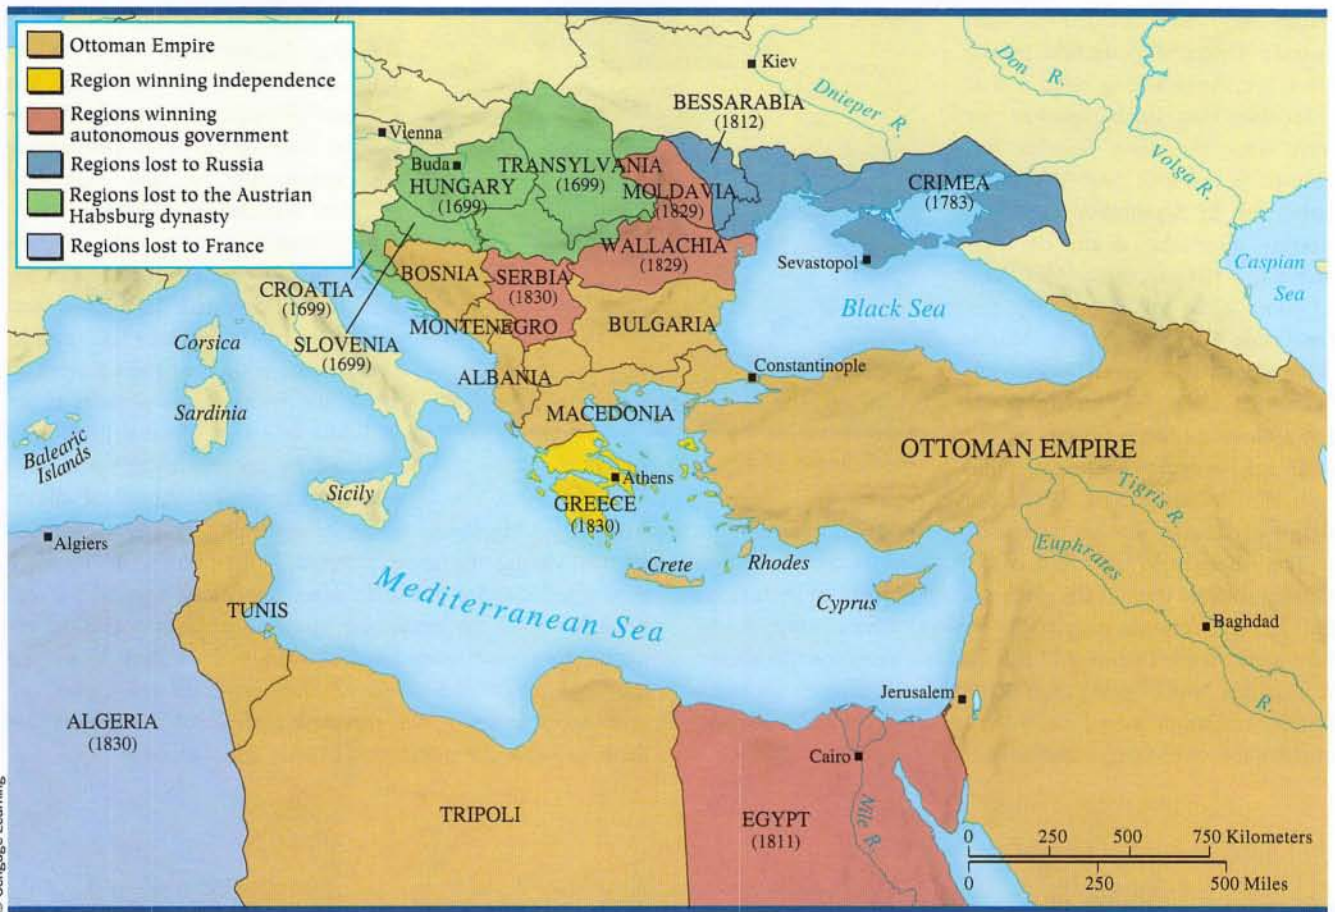 Ottoman Empire
Region winning independence
Regions winning
autonomous government
Regions lost to Russia
Regions lost to the Austrian
Habsburg dynasty
Regions lost to France
Kiev
Don R.
Dnieper R.
Volga R.
BESSARABIA
(1812)
Vienna
Buda
HUNGARY
(1699)
TRANSYLVANIA
(1699)
MOLDAVIA
(1829)
CRIMEA
(1783)
WALLACHIA
(1829)
Sevastopol
Caspian
Sea
BOSNIA
SERBIA
(1830)
CROATIA
(1699)
SLOVENIA
(1699)
MONTENEGRO
BULGARIA
Black Sea
Corsica
Sardinia
ALBANIA
Constantinople
MACEDONIA
Balearic
Islands
Sicily
Athens
GREECE
(1830)
OTTOMAN EMPIRE
Tigris R.
Euphrates
R.
Algiers
Crete
Rhodes
Cyprus
Mediterranean Sea
TUNIS
Baghdad
Jerusalem
ALGERIA
(1830)
Cairo
Nile R.
TRIPOLI
EGYPT
(1811)
0 250 500 750 Kilometers
0 250 500 Miles
Cengage Learning